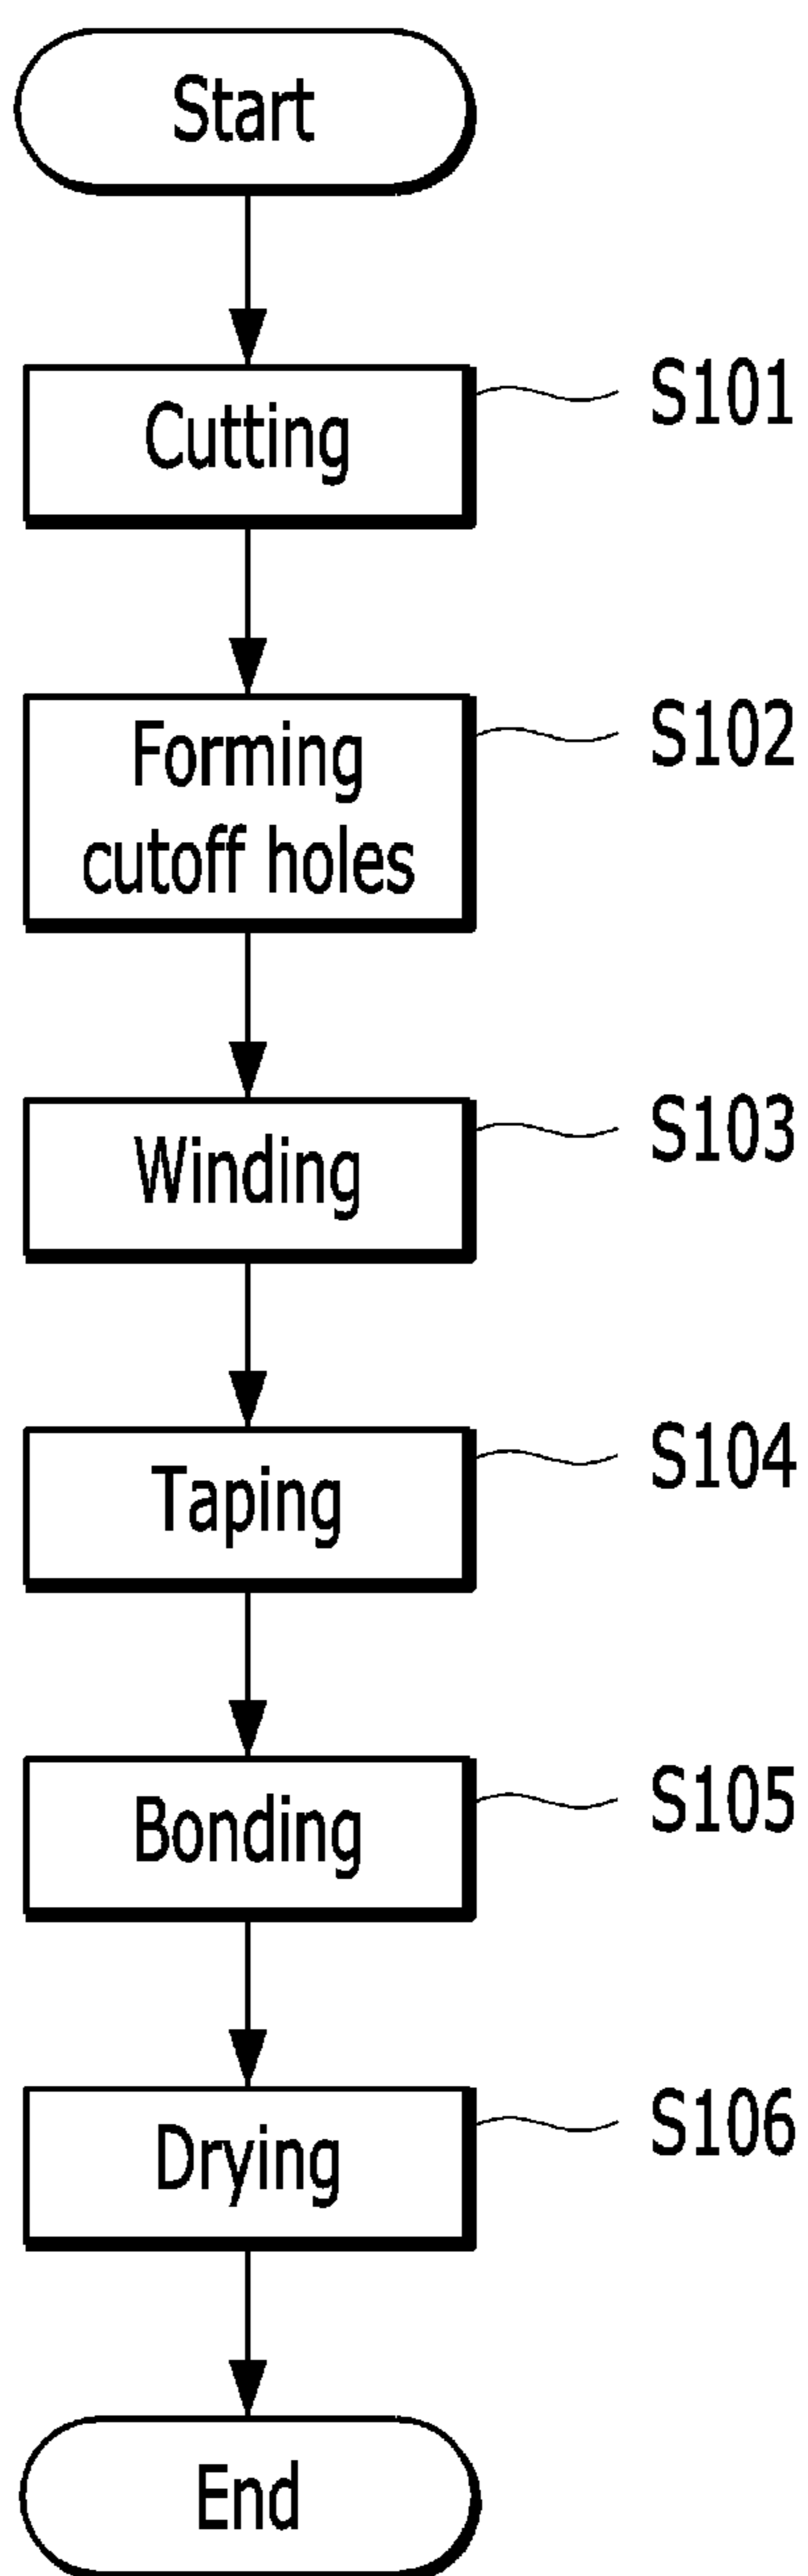 Start
Cutting
S101
Forming
cutoff holes
S102
Winding
S103
Taping
S104
Bonding
S105
Drying
S106
End